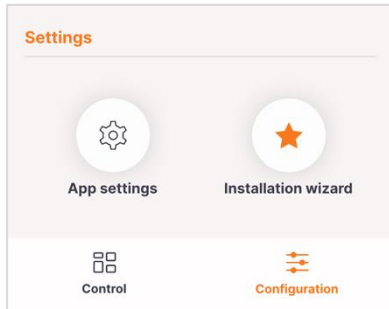 Settings
App settings
Installation wizard
Control
Configuration